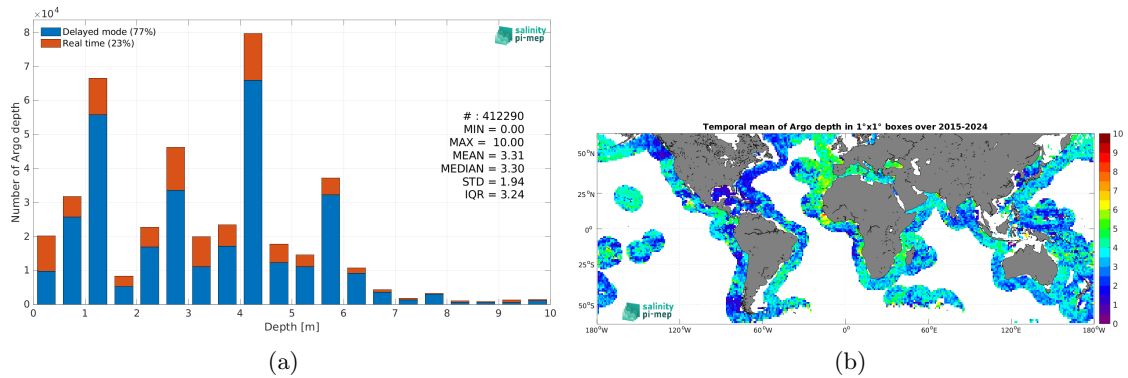 ×10⁴
8
7
6
5
4
3
2
1
0
Number of Argo depth
Delayed mode (77%)
Real time (23%)
salinity
pi-mep
# : 412290
MIN = 0.00
MAX = 10.00
MEAN = 3.31
MEDIAN = 3.30
STD = 1.94
IQR = 3.24
0 1 2 3 4 5 6 7 8 9 10
Depth [m]
(a)
Temporal mean of Argo depth in 1°x1° boxes over 2015-2024
50°N
25°N
0°
25°S
50°S
salinity
pi-mep
180°W 120°W 60°W 0° 60°E 120°E 180°W
10
9
8
7
6
5
4
3
2
1
0
(b)